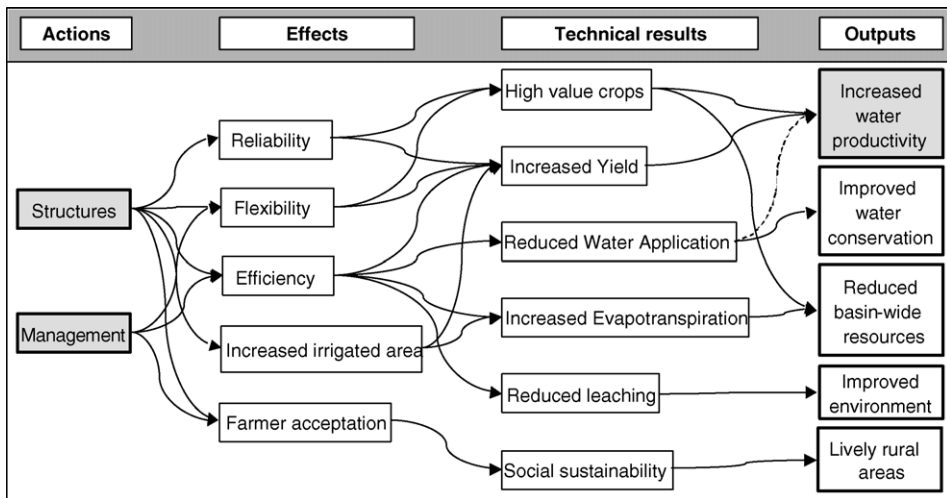 Actions
Effects
Technical results
Outputs
Structures
Management
Reliability
Flexibility
Efficiency
Increased irrigated area
Farmer acceptation
High value crops
Increased Yield
Reduced Water Application
Increased Evapotranspiration
Reduced leaching
Social sustainability
Increased
water
productivity
Improved
water
conservation
Reduced
basin-wide
resources
Improved
environment
Lively rural
areas